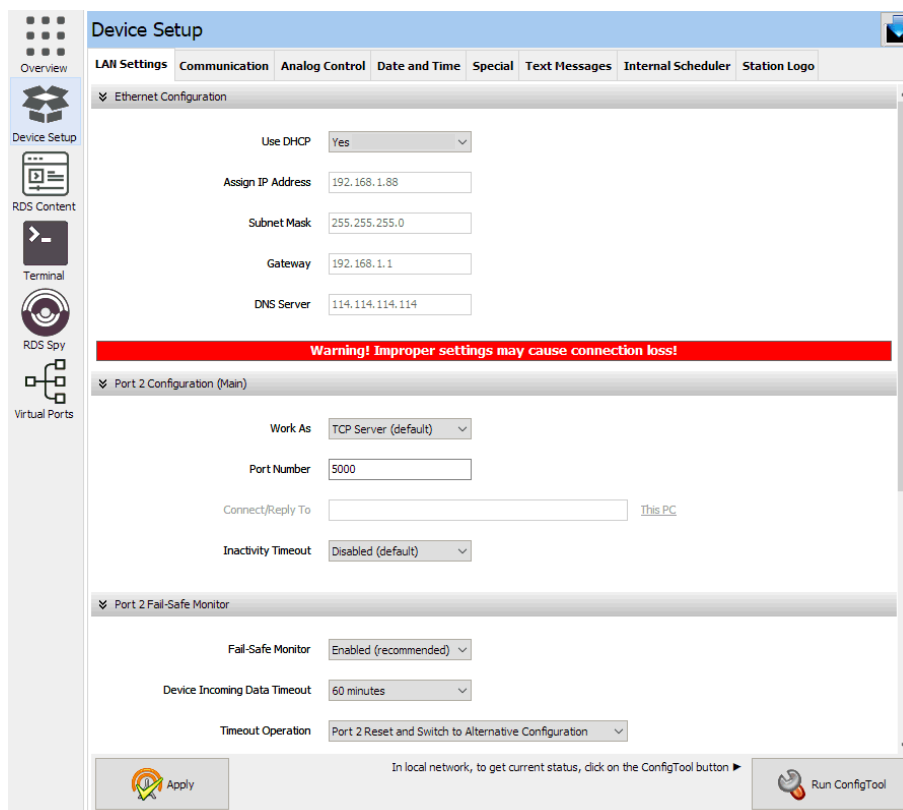 Device Setup
Overview
LAN Settings Communication Analog Control Date and Time Special Text Messages Internal Scheduler Station Logo
Ethernet Configuration
Device Setup
Use DHCP Yes
RDS Content
Assign IP Address 192.168.1.88
Subnet Mask 255.255.255.0
Terminal
Gateway 192.168.1.1
DNS Server 114.114.114.114
RDS Spy
Warning! Improper settings may cause connection loss!
Port 2 Configuration (Main)
Virtual Ports
Work As TCP Server (default)
Port Number 5000
Connect/Reply To This PC
Inactivity Timeout Disabled (default)
Port 2 Fail-Safe Monitor
Fail-Safe Monitor Enabled (recommended)
Device Incoming Data Timeout 60 minutes
Timeout Operation Port 2 Reset and Switch to Alternative Configuration
In local network, to get current status, click on the ConfigTool button ►
Apply
Run ConfigTool